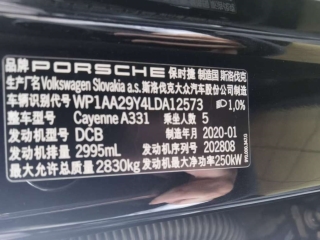 品牌 PORSCHE 保时捷 制造国 斯洛伐克
生产厂名 Volkswagen Slovakia a.s. 斯洛伐克大众汽车股份有限公司
车辆识别代号 WP1AA29Y4LDA12573 1,0%
整车型号 Cayenne A331 乘坐人数 5
发动机型号 DCB 制造年月 2020-01
发动机排量 2995mL 发动机序列号 202808
最大允许总质量 2830kg 发动机最大净功率 250kW